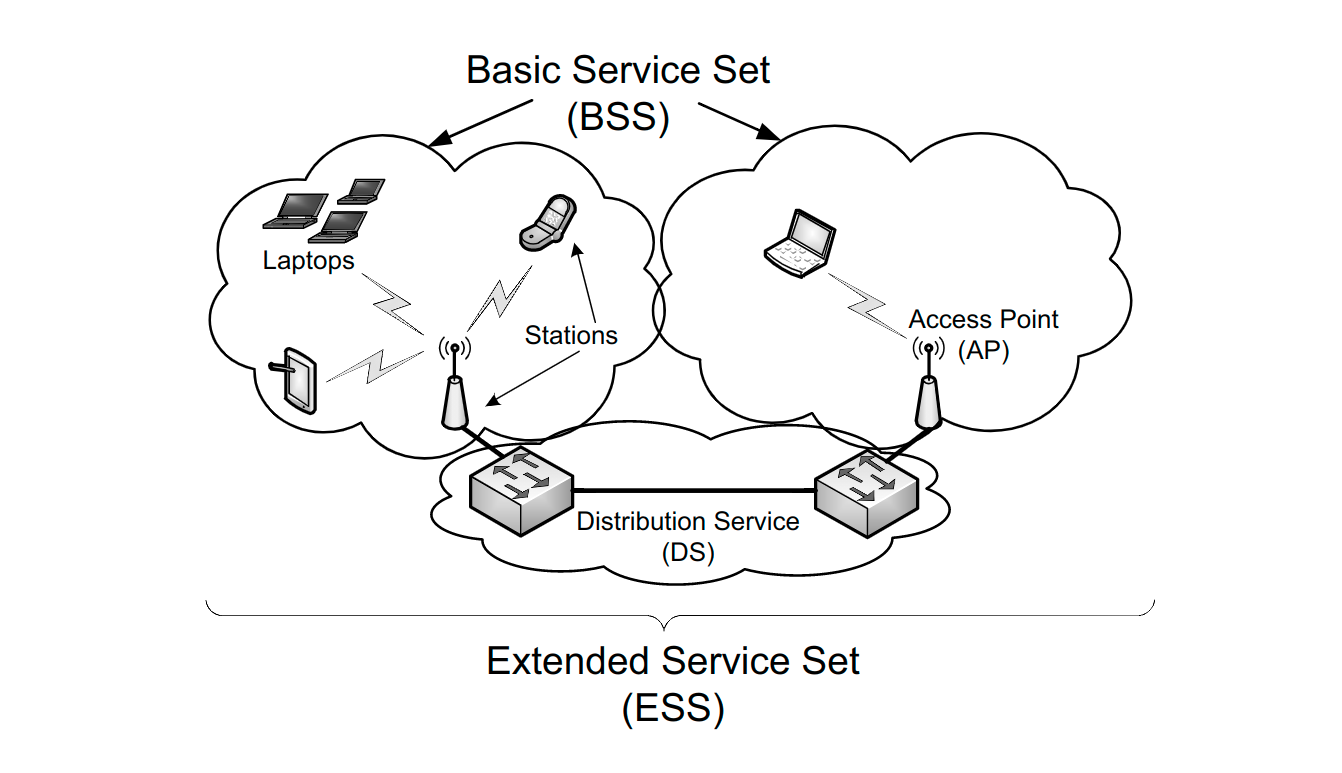 Basic Service Set
(BSS)
Laptops
Stations
Access Point
(AP)
Distribution Service
(DS)
Extended Service Set
(ESS)